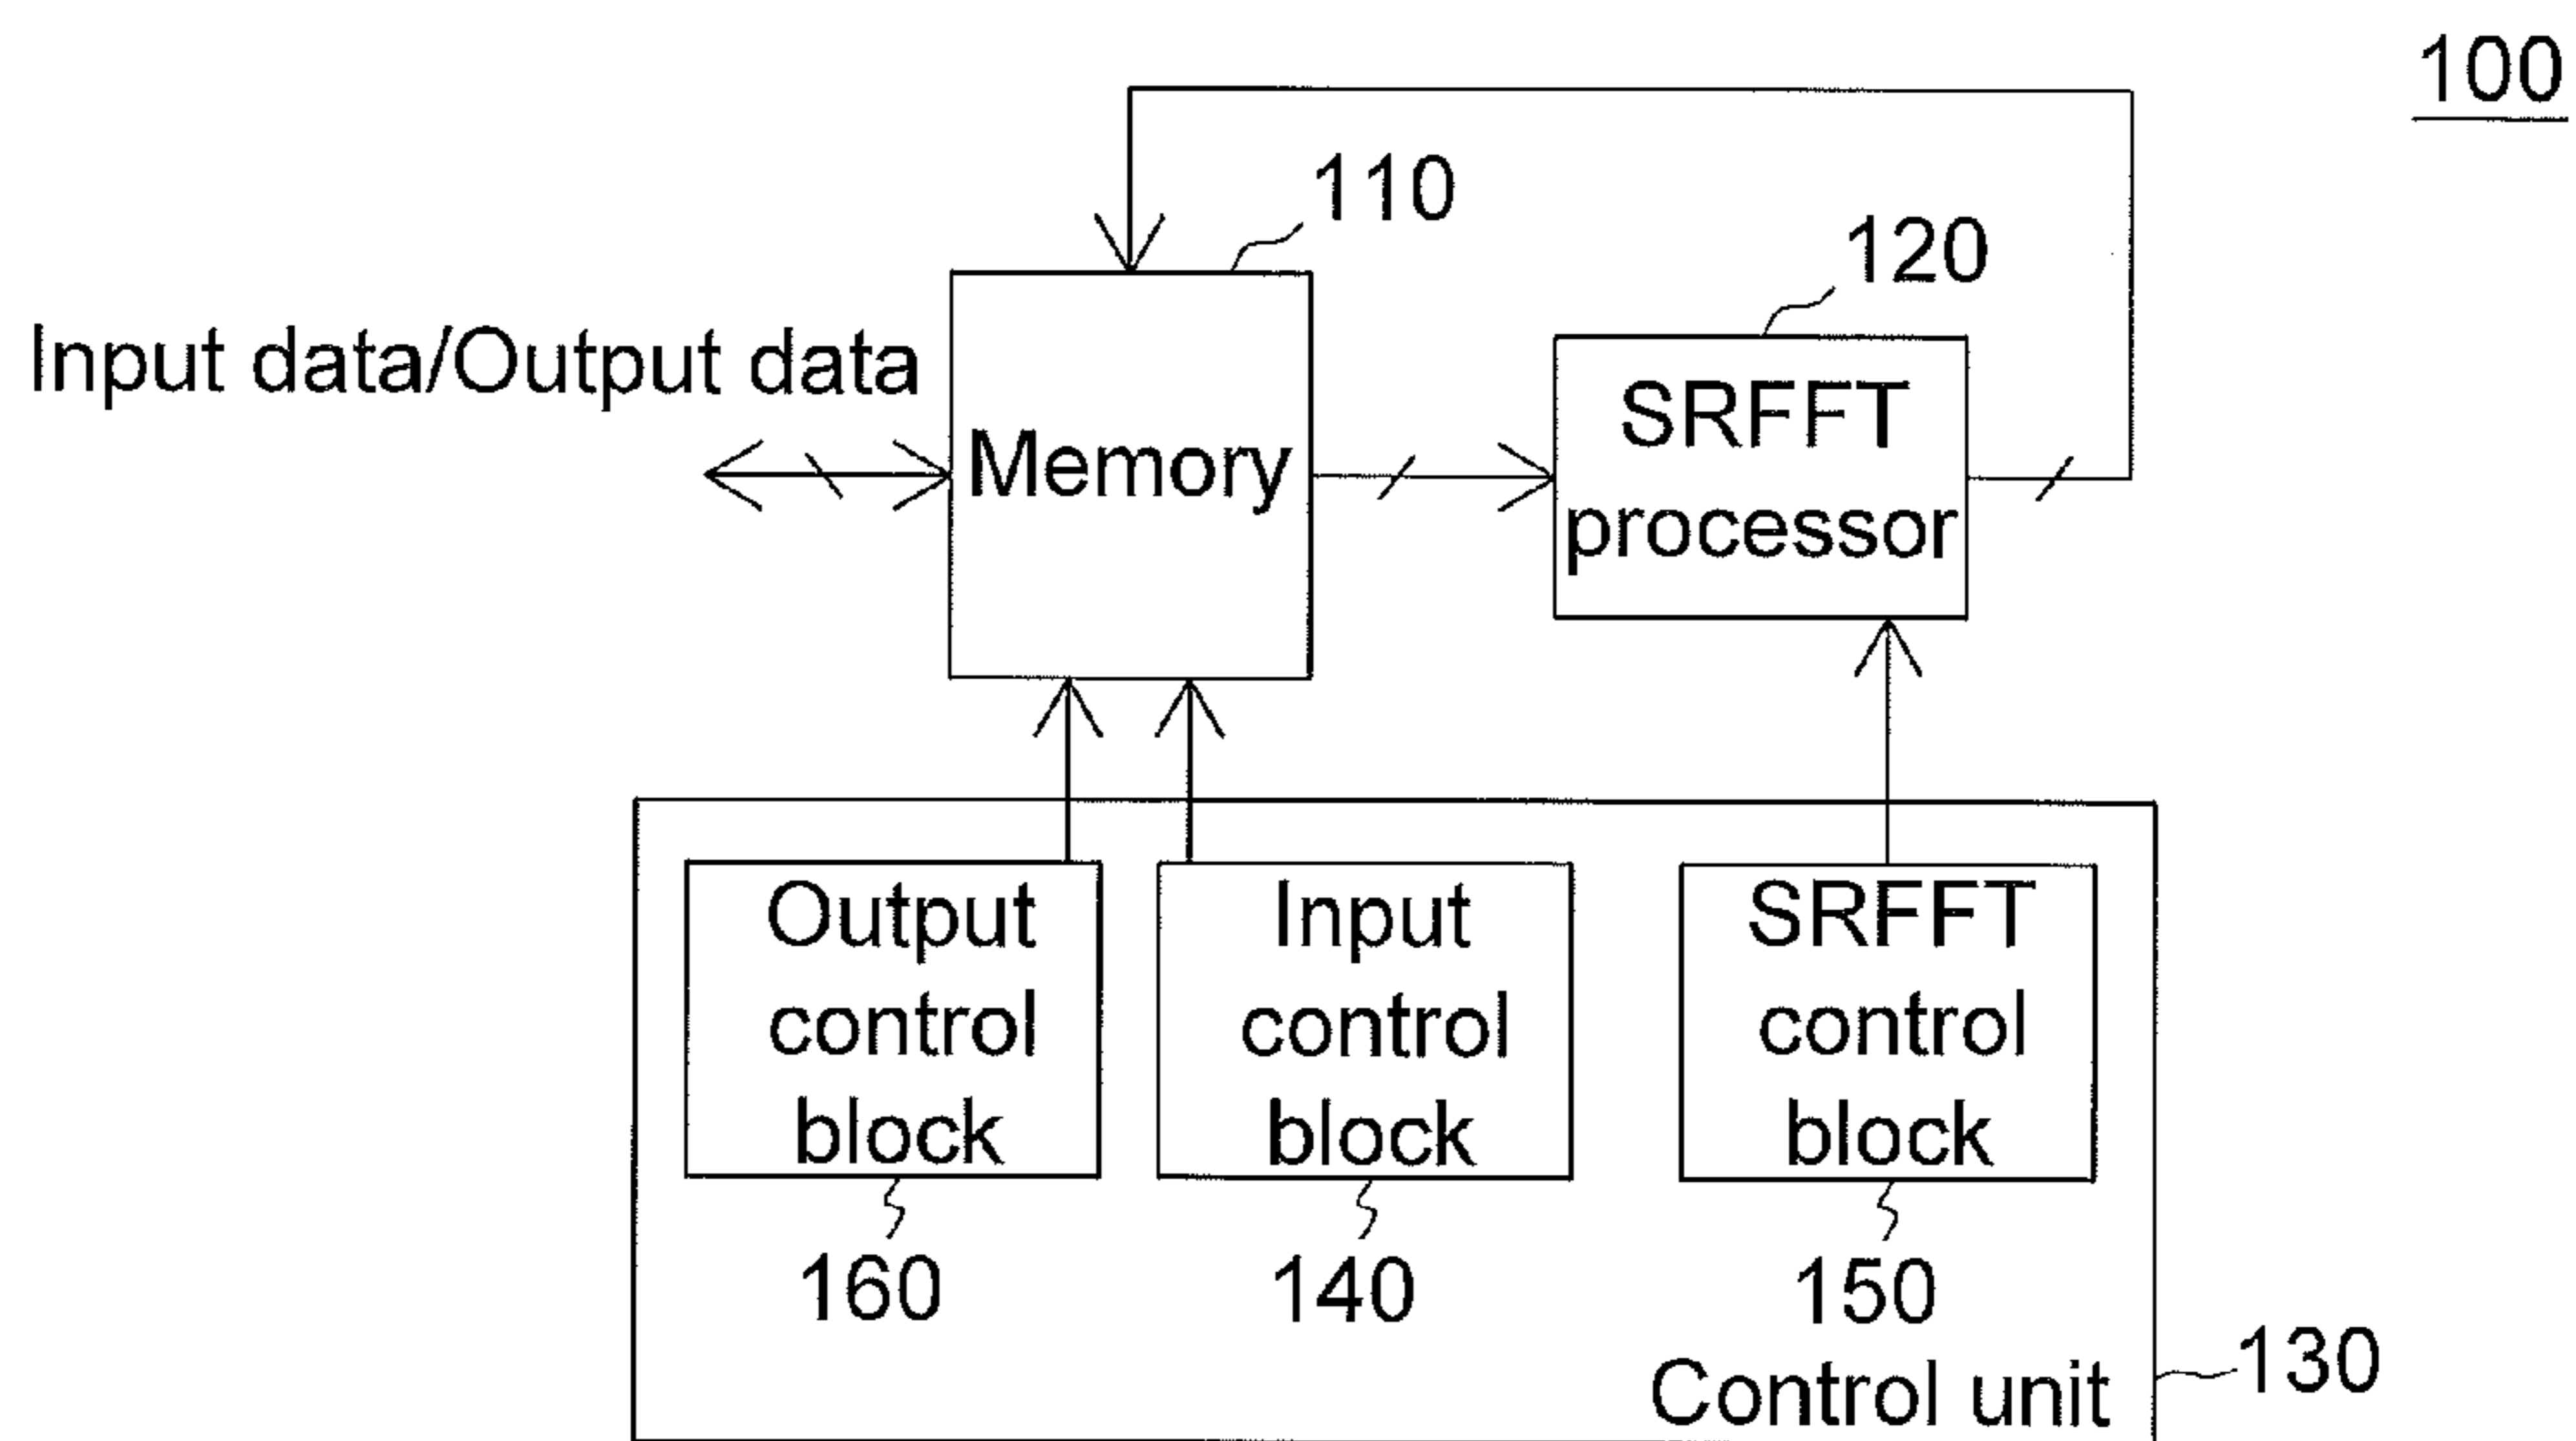 100
110
120
Input data/Output data
Memory
SRFFT
processor
Output
control
block
Input
control
block
SRFFT
control
block
160
140
150
130
Control unit